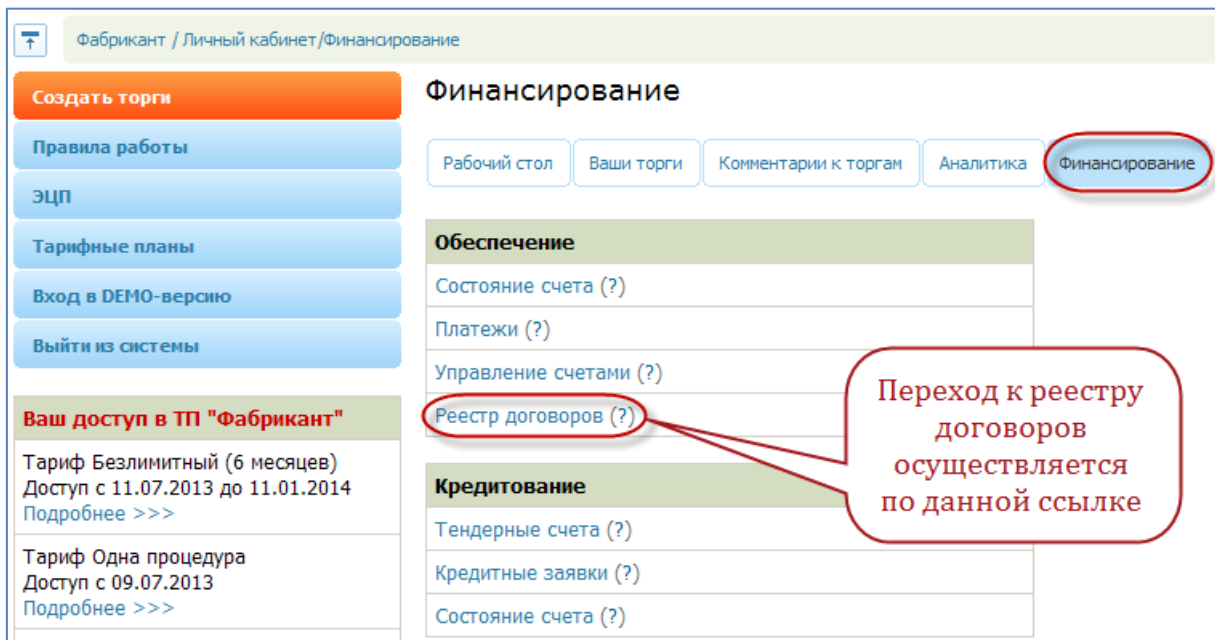 Фабрикант / Личный кабинет/Финансирование
Создать торги
Правила работы
ЭЦП
Тарифные планы
Вход в DEMO-версию
Выйти из системы
Ваш доступ в ТП "Фабрикант"
Тариф Безлимитный (6 месяцев)
Доступ с 11.07.2013 до 11.01.2014
Подробнее >>>
Тариф Одна процедура
Доступ с 09.07.2013
Подробнее >>>
Финансирование
Рабочий стол
Ваши торги
Комментарии к торгам
Аналитика
Финансирование
Обеспечение
Состояние счета (?)
Платежи (?)
Управление счетами (?)
Реестр договоров (?)
Кредитование
Тендерные счета (?)
Кредитные заявки (?)
Состояние счета (?)
Переход к реестру
договоров
осуществляется
по данной ссылке